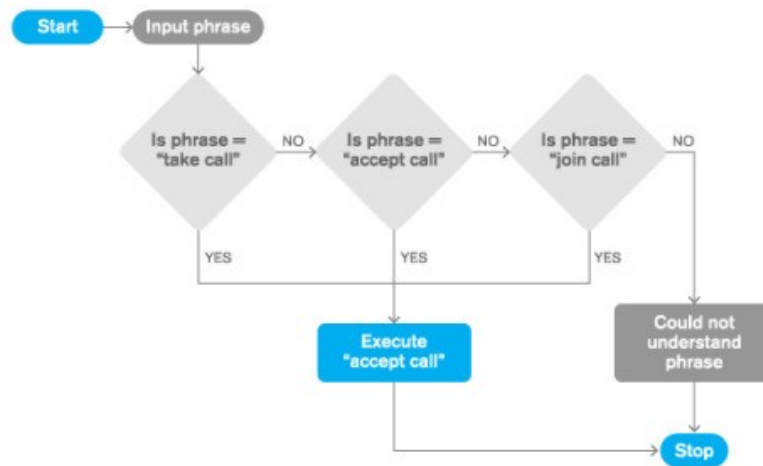 Start
Input phrase
Is phrase =
“take call”
NO
Is phrase =
“accept call”
NO
Is phrase =
“join call”
NO
YES
YES
YES
Execute
“accept call”
Could not
understand
phrase
Stop